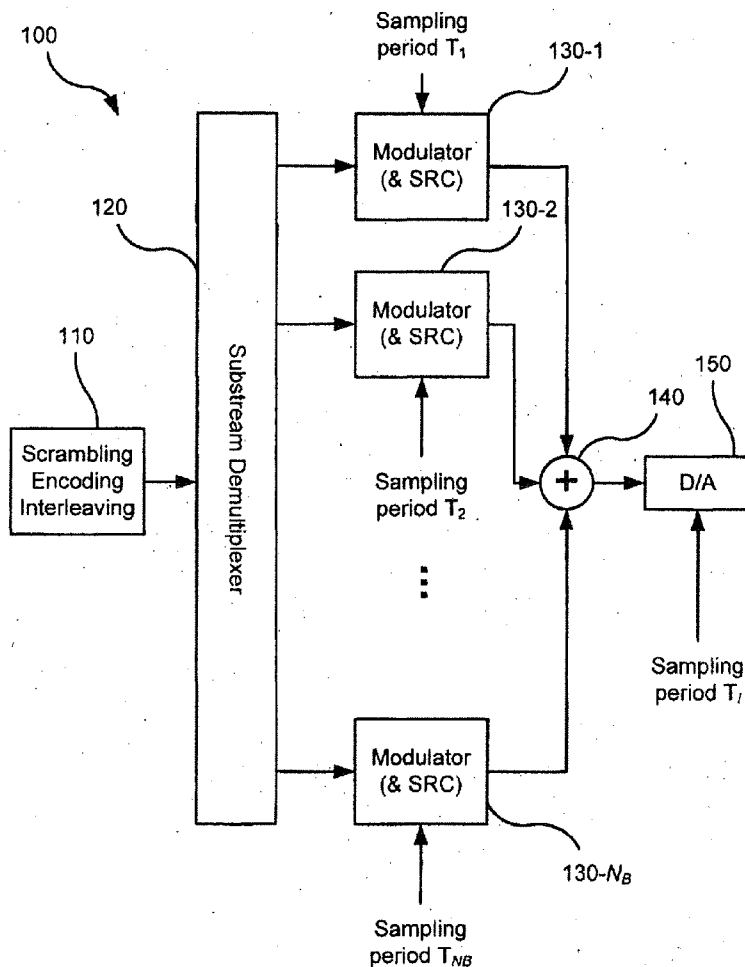 Sampling
period T1
100
130-1
Modulator
(& SRC)
120
130-2
Modulator
(& SRC)
110
Scrambling
Encoding
Interleaving
Substream Demultiplexer
Sampling
period T2
...
140
150
+
D/A
Sampling
period Tl
Modulator
(& SRC)
130-NB
Sampling
period TNB